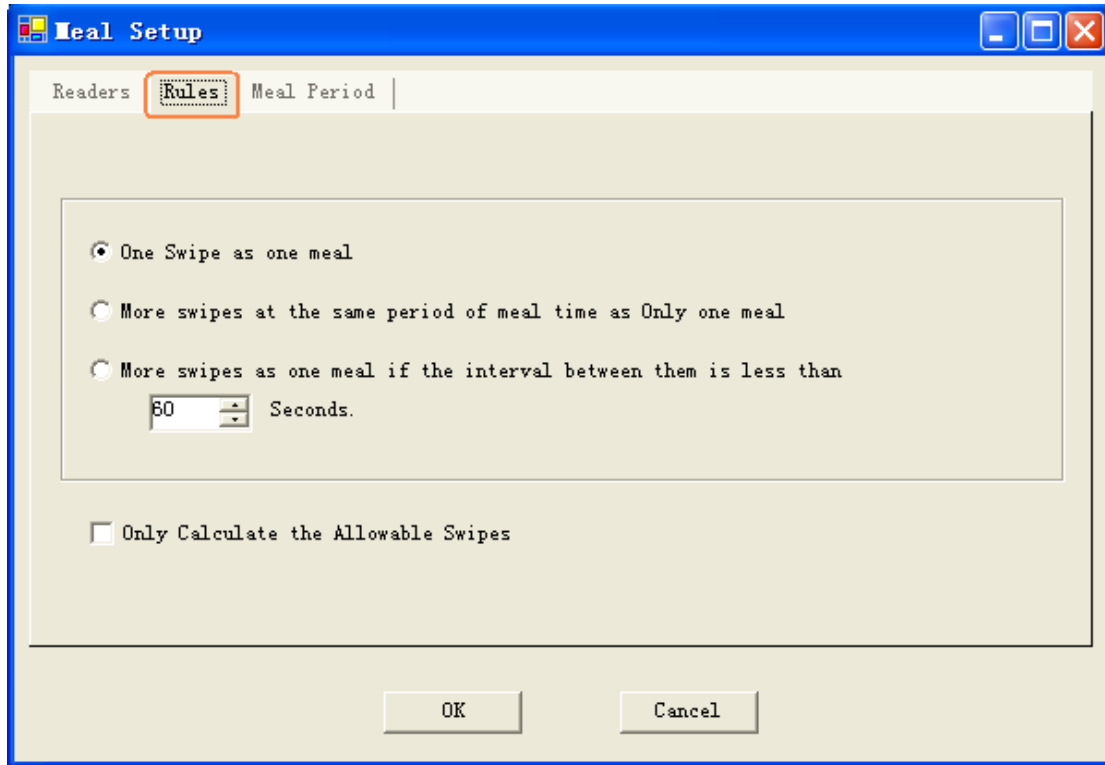 Meal Setup
Readers Rules Meal Period
One Swipe as one meal
More swipes at the same period of meal time as Only one meal
More swipes as one meal if the interval between them is less than
60 Seconds.
Only Calculate the Allowable Swipes
OK Cancel